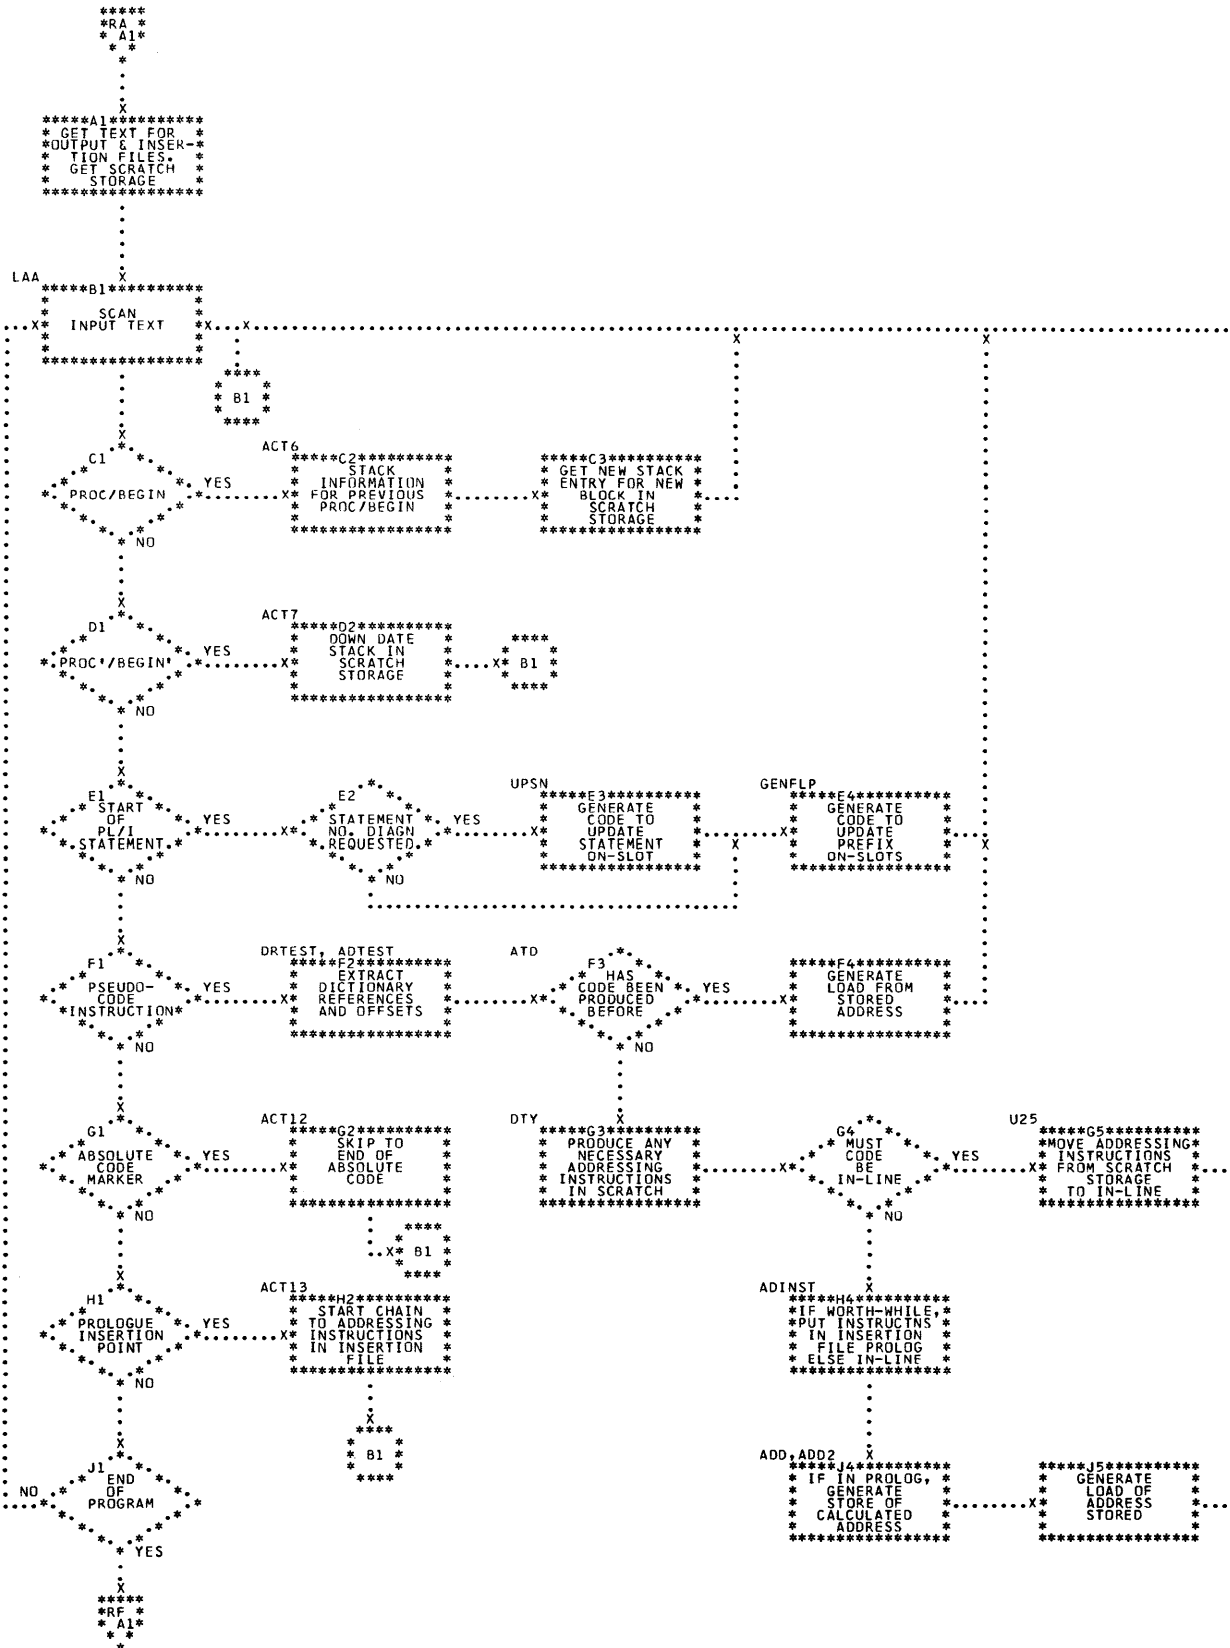 RA
A1
A1
GET TEXT FOR
OUTPUT & INSER-
TION FILES.
GET SCRATCH
STORAGE
LAA
B1
SCAN
INPUT TEXT
B1
C1
PROC/BEGIN
YES
NO
ACT6
C2
STACK
INFORMATION
FOR PREVIOUS
PROC/BEGIN
C3
GET NEW STACK
ENTRY FOR NEW
BLOCK IN
SCRATCH
STORAGE
D1
PROC'/BEGIN'
YES
NO
ACT7
D2
DOWN DATE
STACK IN
SCRATCH
STORAGE
B1
E1
START
OF
PL/I
STATEMENT
YES
NO
E2
STATEMENT
NO. DIAGN
REQUESTED
YES
NO
UPSN
E3
GENERATE
CODE TO
UPDATE
STATEMENT
ON-SLOT
GENFLP
E4
GENERATE
CODE TO
UPDATE
PREFIX
ON-SLOTS
F1
PSEUDO-
CODE
INSTRUCTION
YES
NO
DRTEST, ADTEST
F2
EXTRACT
DICTIONARY
REFERENCES
AND OFFSETS
ATD
F3
HAS
CODE BEEN
PRODUCED
BEFORE
YES
NO
F4
GENERATE
LOAD FROM
STORED
ADDRESS
G1
ABSOLUTE
CODE
MARKER
YES
NO
ACT12
G2
SKIP TO
END OF
ABSOLUTE
CODE
B1
DTY
G3
PRODUCE ANY
NECESSARY
ADDRESSING
INSTRUCTIONS
IN SCRATCH
G4
MUST
CODE
BE
IN-LINE
YES
NO
U25
G5
MOVE ADDRESSING
INSTRUCTIONS
FROM SCRATCH
STORAGE
TO IN-LINE
H1
PROLOGUE
INSERTION
POINT
YES
NO
ACT13
H2
START CHAIN
TO ADDRESSING
INSTRUCTIONS
IN INSERTION
FILE
B1
ADINST
H4
IF WORTH-WHILE,
PUT INSTRUCTNS
IN INSERTION
FILE PROLOG
ELSE IN-LINE
J1
END
OF
PROGRAM
NO
YES
ADD,ADD2
J4
IF IN PROLOG,
GENERATE
STORE OF
CALCULATED
ADDRESS
J5
GENERATE
LOAD OF
ADDRESS
STORED
RF
A1